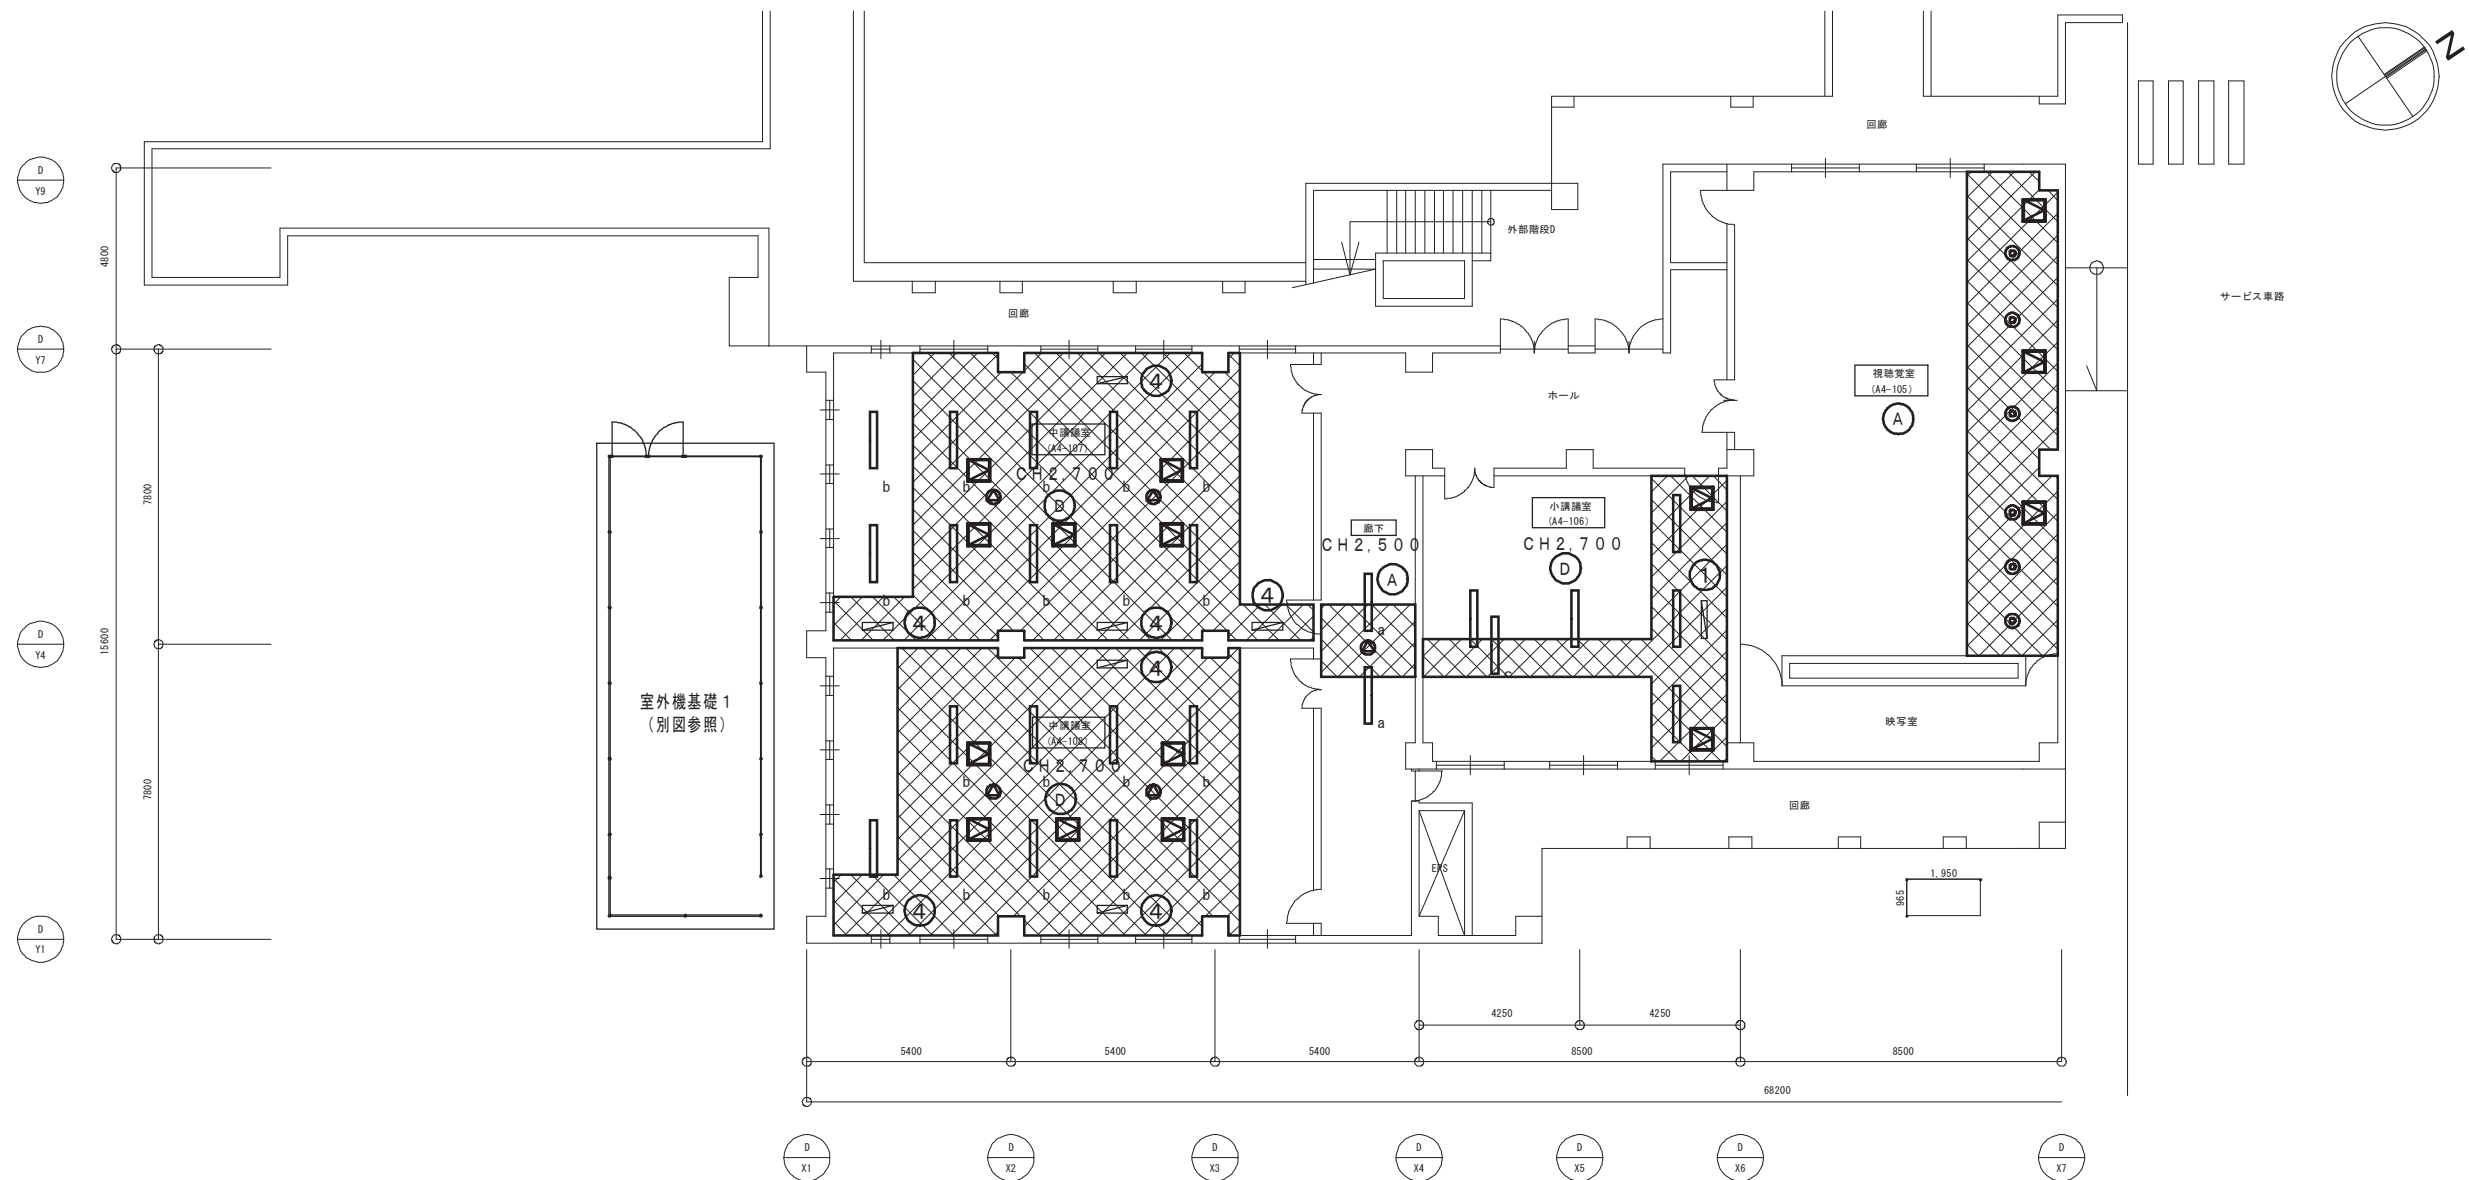 N
回廊
D
Y9
4800
外部階段D
サービス車路
回廊
D
Y7
7800
15600
D
Y4
7800
D
Y1
室外機基礎1
(別図参照)
④
中講議室
(A4-107)
CH2,700
b b b b b
D
b b b b b
④ ④ ④
④
中講議室
(A4-108)
CH2,700
b b b b
D
b b b b b
④ ④
廊下
CH2,500
A
a
a
ホール
小講議室
(A4-106)
CH2,700
D
①
視聴覚室
(A4-105)
A
映写室
回廊
EPS
1,950
965
4250 4250
5400 5400 5400 8500 8500
68200
D D D D D D D
X1 X2 X3 X4 X5 X6 X7